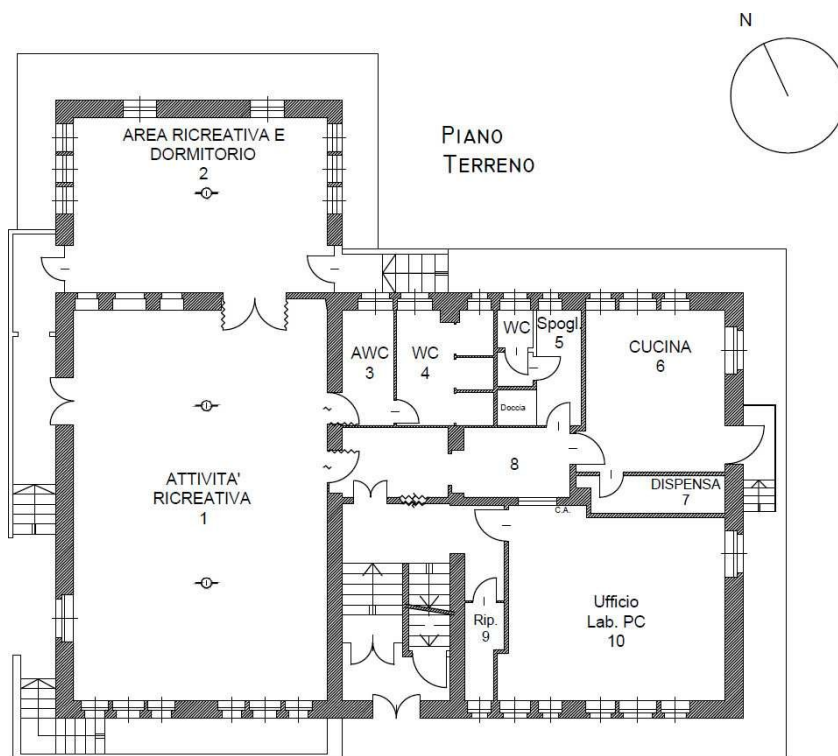 N
PIANO
TERRENO
AREA RICREATIVA E
DORMITORIO
2
AWC
3
WC
4
WC
Spogl.
5
CUCINA
6
Doccia
8
DISPENSA
7
C.A.
ATTIVITA'
RICREATIVA
1
Rip.
9
Ufficio
Lab. PC
10